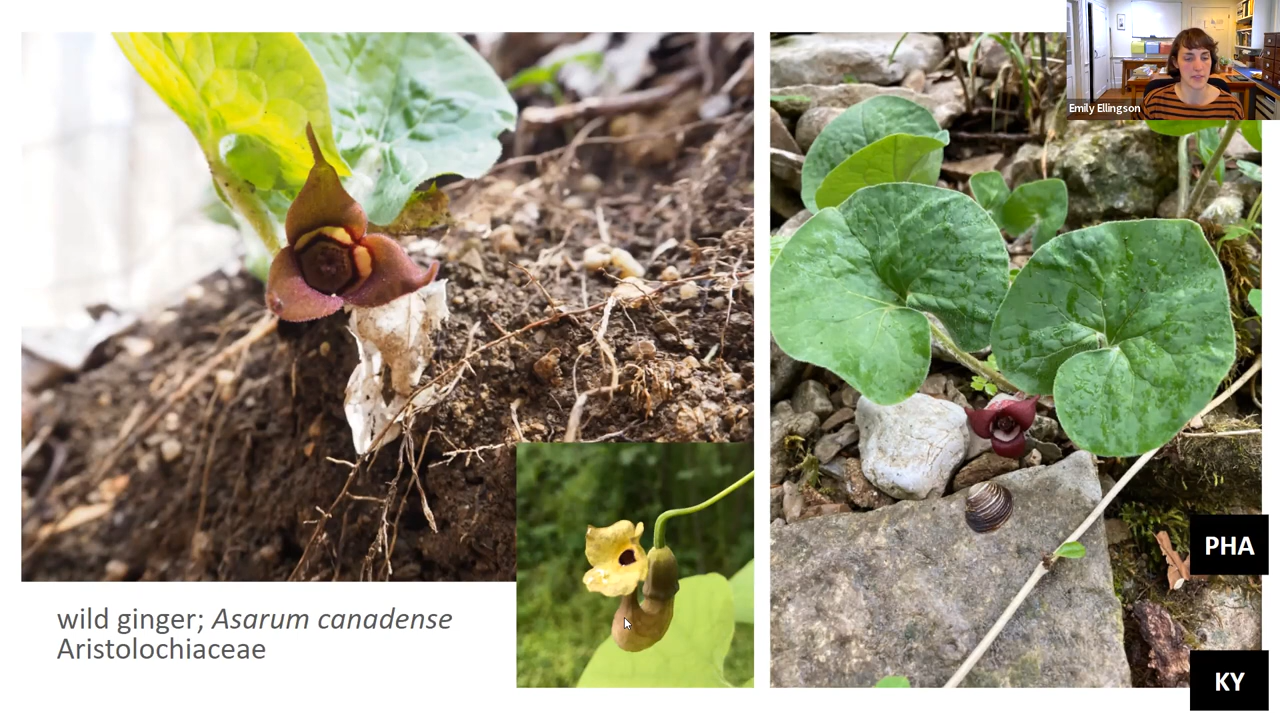 Emily Ellingson
wild ginger; Asarum canadense
Aristolochiaceae
PHA
KY